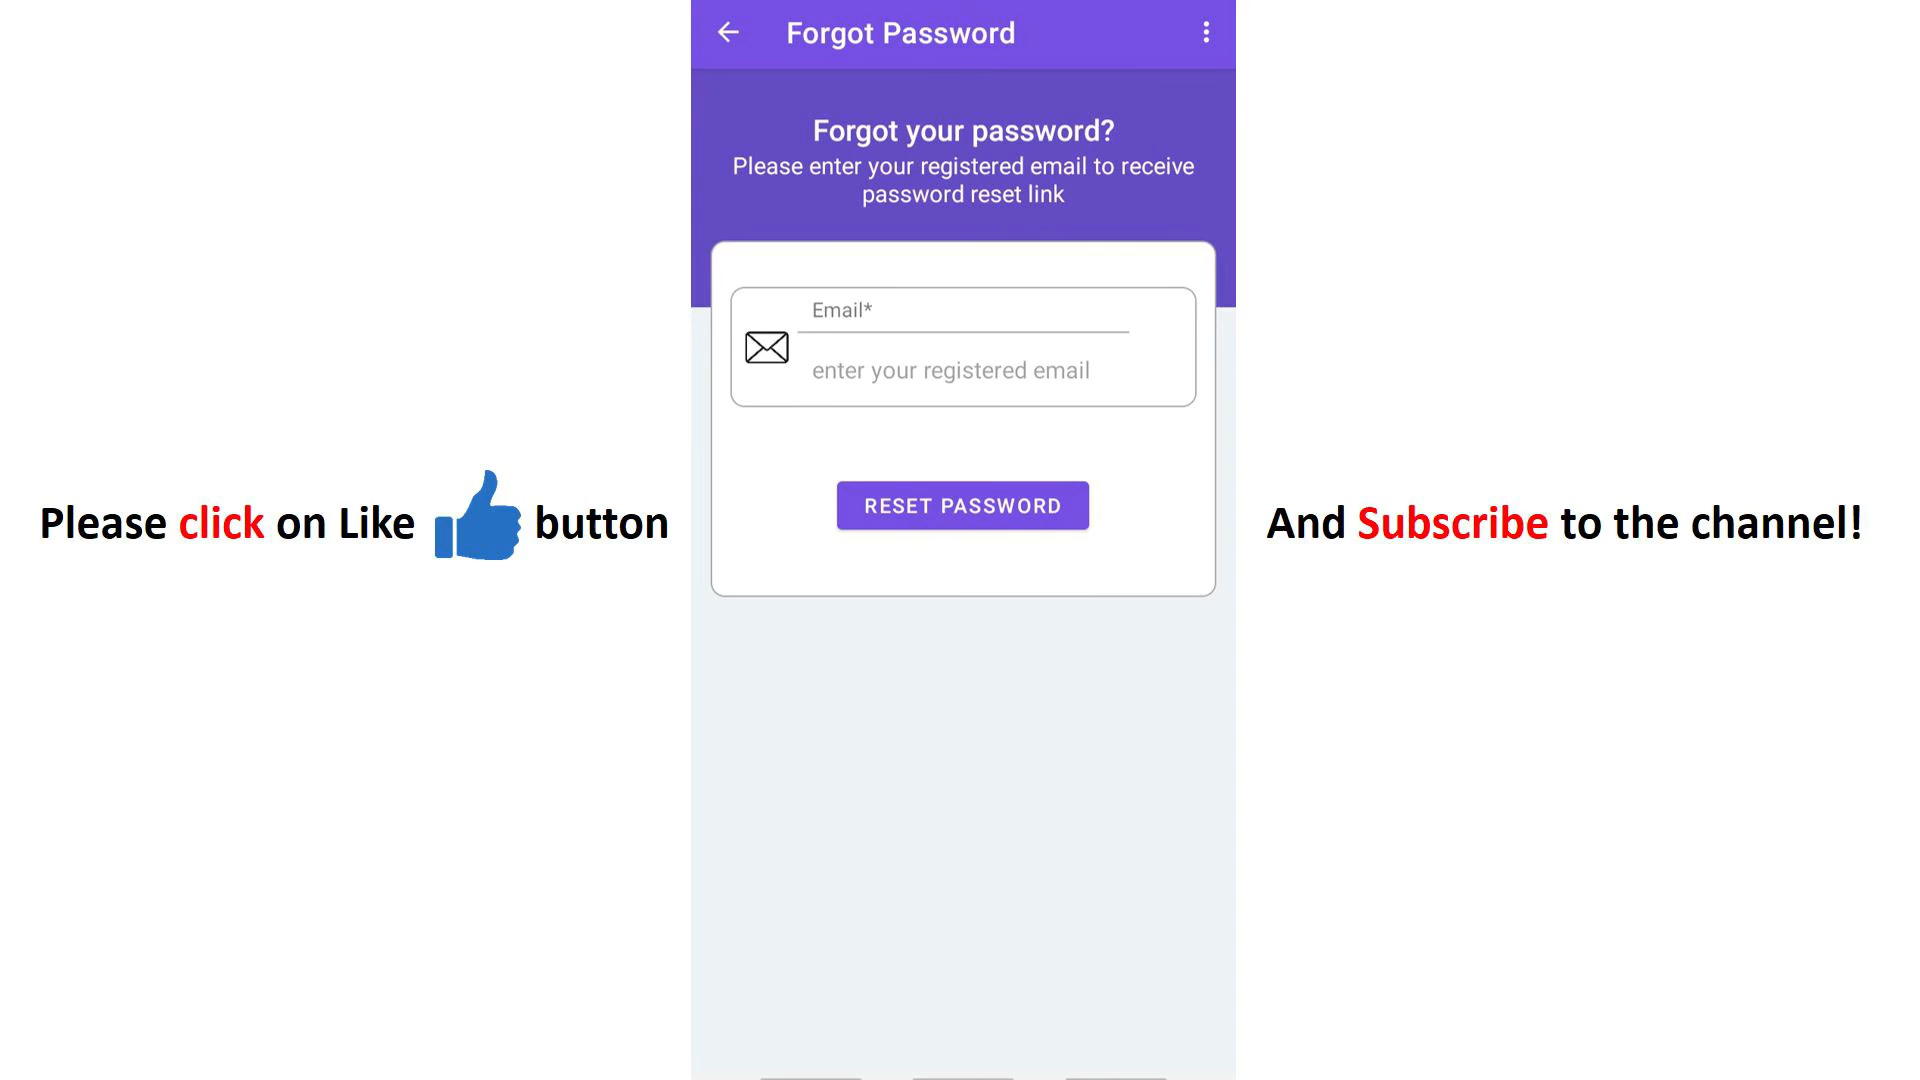 Forgot Password
Forgot your password?
Please enter your registered email to receive
password reset link
Email*
enter your registered email
RESET PASSWORD
Please click on Like button
And Subscribe to the channel!